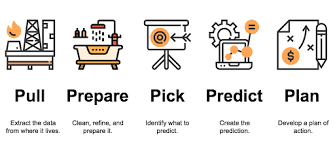 Pull Prepare Pick Predict Plan
Extract the data Clean, refine, and Identify what to Create the Develop a plan of
from where it lives. prepare it. predict. prediction. action.
$